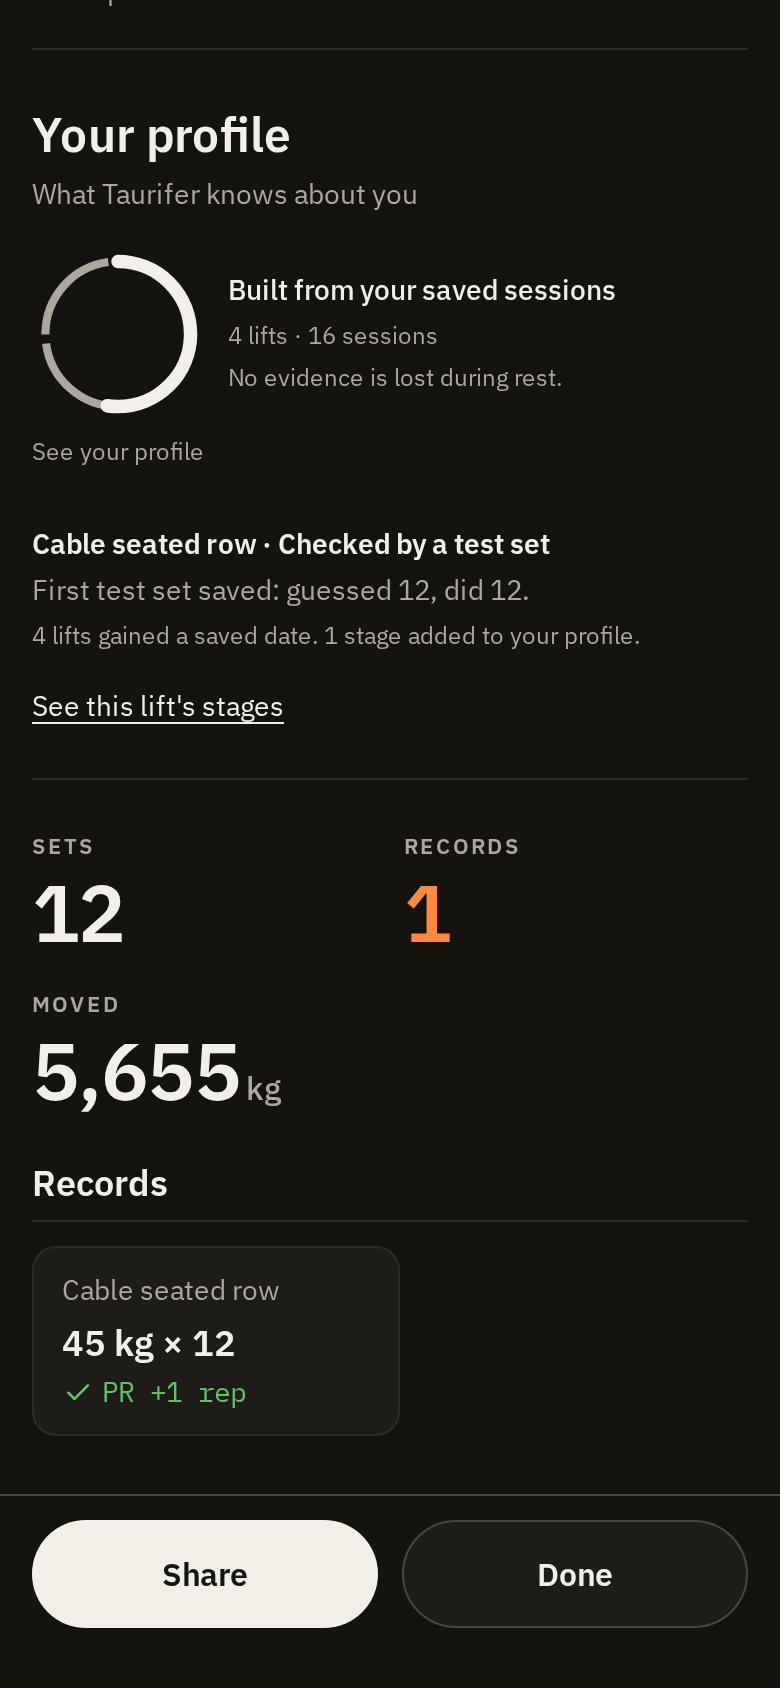 Your profile
What Taurifer knows about you
Built from your saved sessions
4 lifts · 16 sessions
No evidence is lost during rest.
See your profile
Cable seated row · Checked by a test set
First test set saved: guessed 12, did 12.
4 lifts gained a saved date. 1 stage added to your profile.
See this lift's stages
SETS
12
RECORDS
1
MOVED
5,655 kg
Records
Cable seated row
45 kg × 12
✓ PR +1 rep
Share
Done